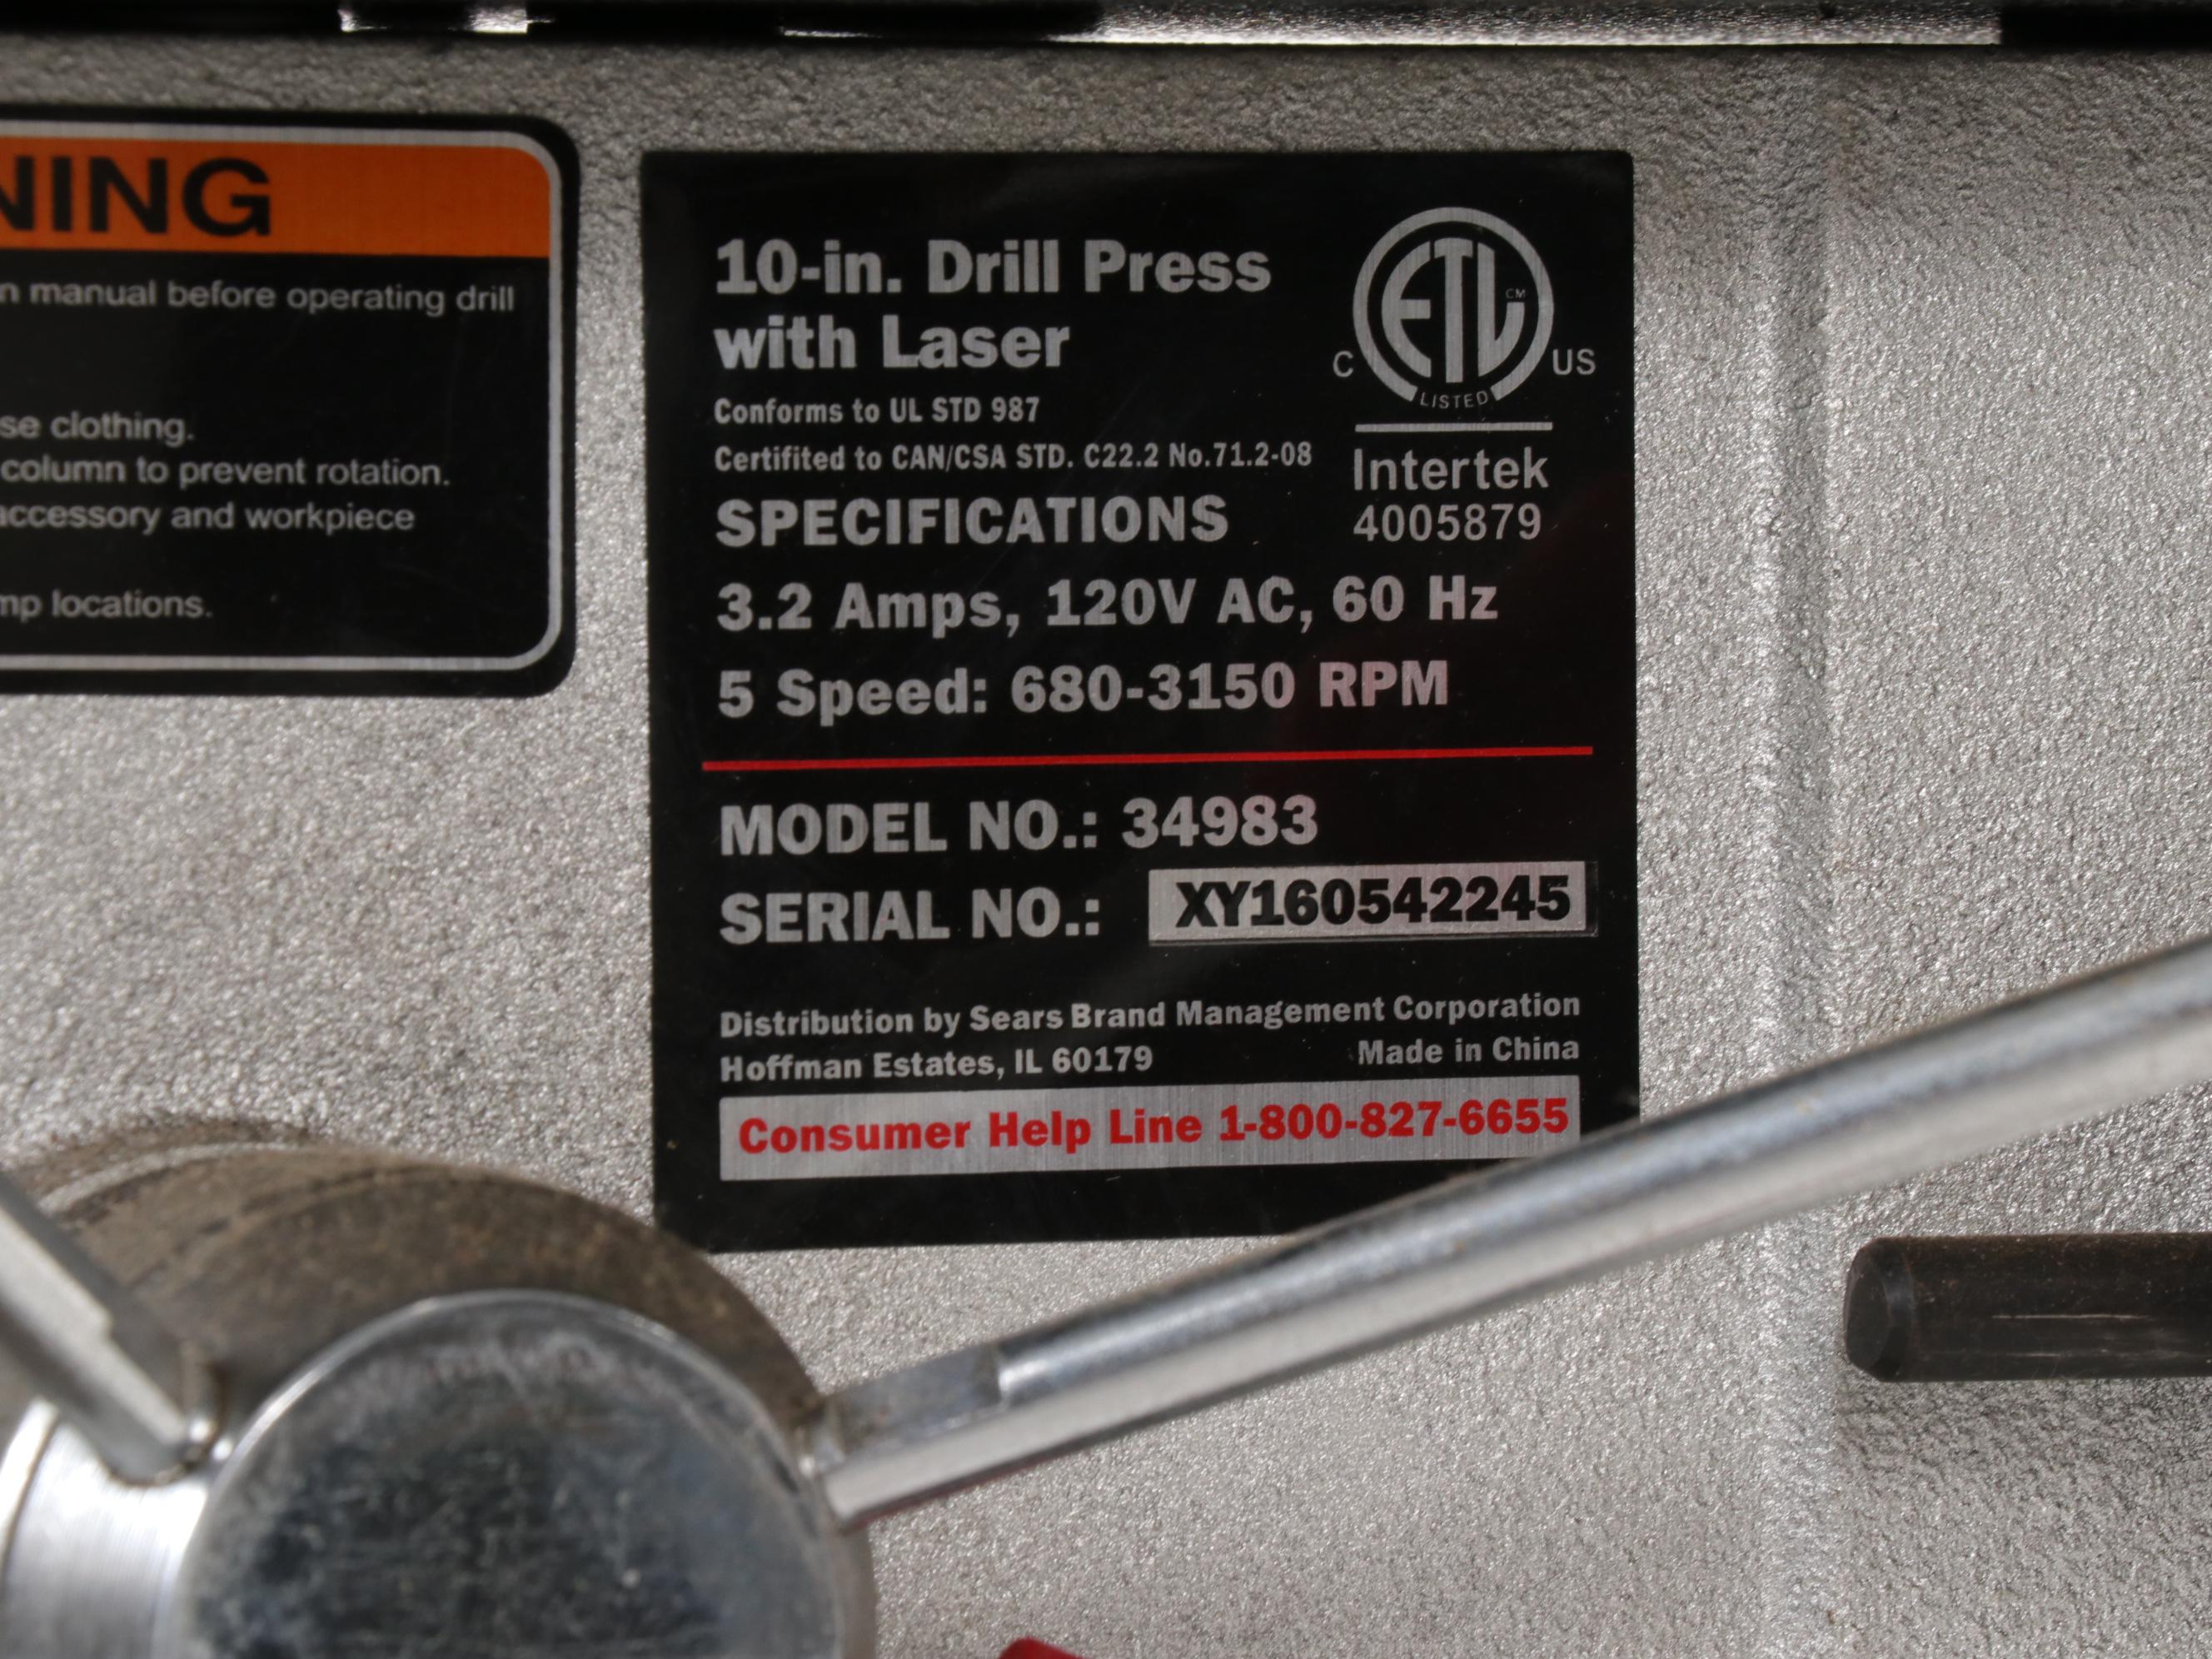 NING
n manual before operating drill
se clothing.
column to prevent rotation.
accessory and workpiece
mp locations.
10-in. Drill Press
with Laser
Conforms to UL STD 987
Certifited to CAN/CSA STD. C22.2 No.71.2-08
ETL CM
C US
LISTED
Intertek
4005879
SPECIFICATIONS
3.2 Amps, 120V AC, 60 Hz
5 Speed: 680-3150 RPM
MODEL NO.: 34983
SERIAL NO.: XY160542245
Distribution by Sears Brand Management Corporation
Hoffman Estates, IL 60179 Made in China
Consumer Help Line 1-800-827-6655